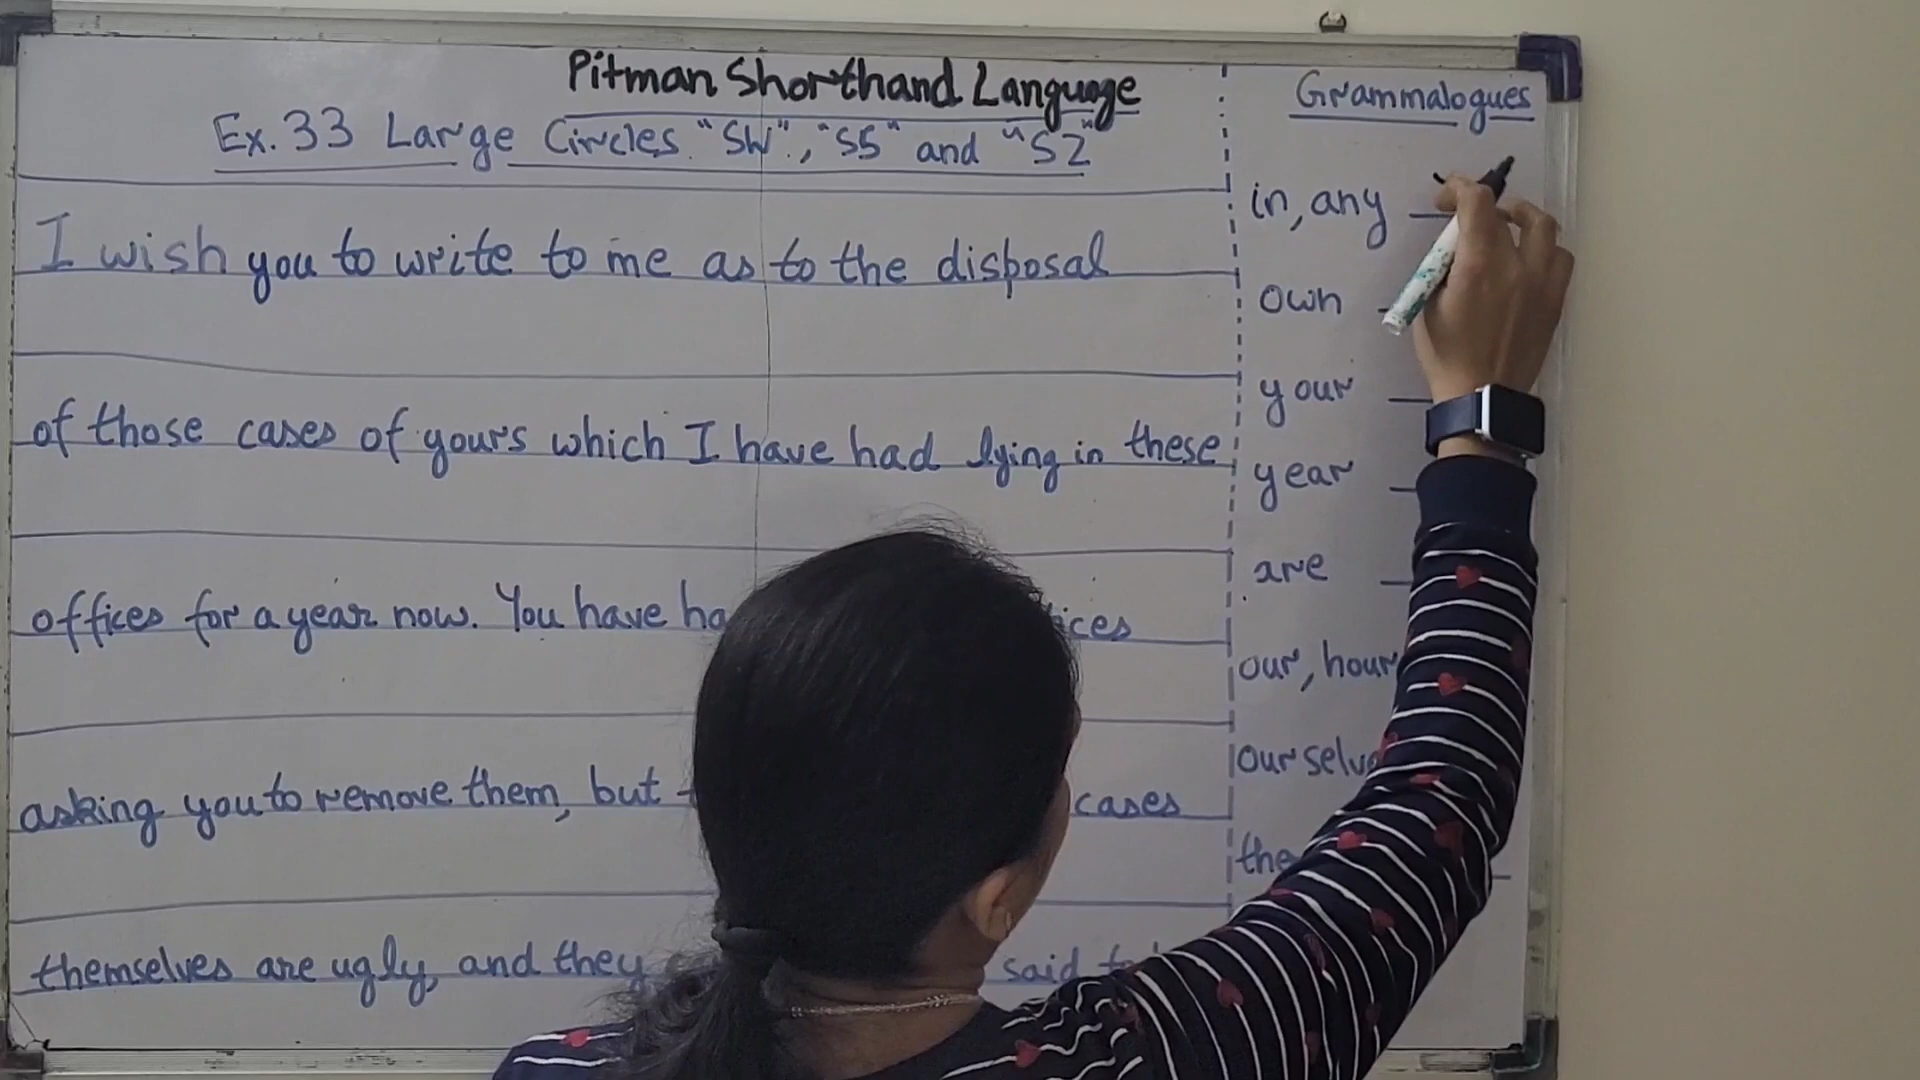 Pitman Shorthand Language
Ex. 33 Large Circles "SW", "SS" and "SZ"
I wish you to write to me as to the disposal
of those cases of yours which I have had lying in these
offices for a year now. You have
asking you to remove them, but cases
themselves are ugly, and they said
Grammalogues
in, any
own
your
year
are
our, hour